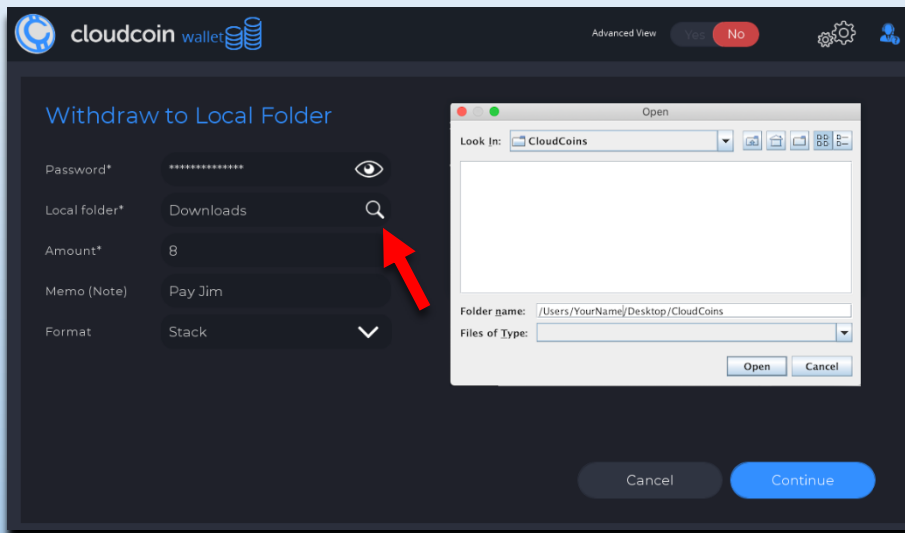 cloudcoin wallet
Advanced View Yes No
Withdraw to Local Folder
Password* **************
Local folder* Downloads
Amount* 8
Memo (Note) Pay Jim
Format Stack
Open
Look In: CloudCoins
Folder name: /Users/YourName/Desktop/CloudCoins
Files of Type:
Open Cancel
Cancel Continue